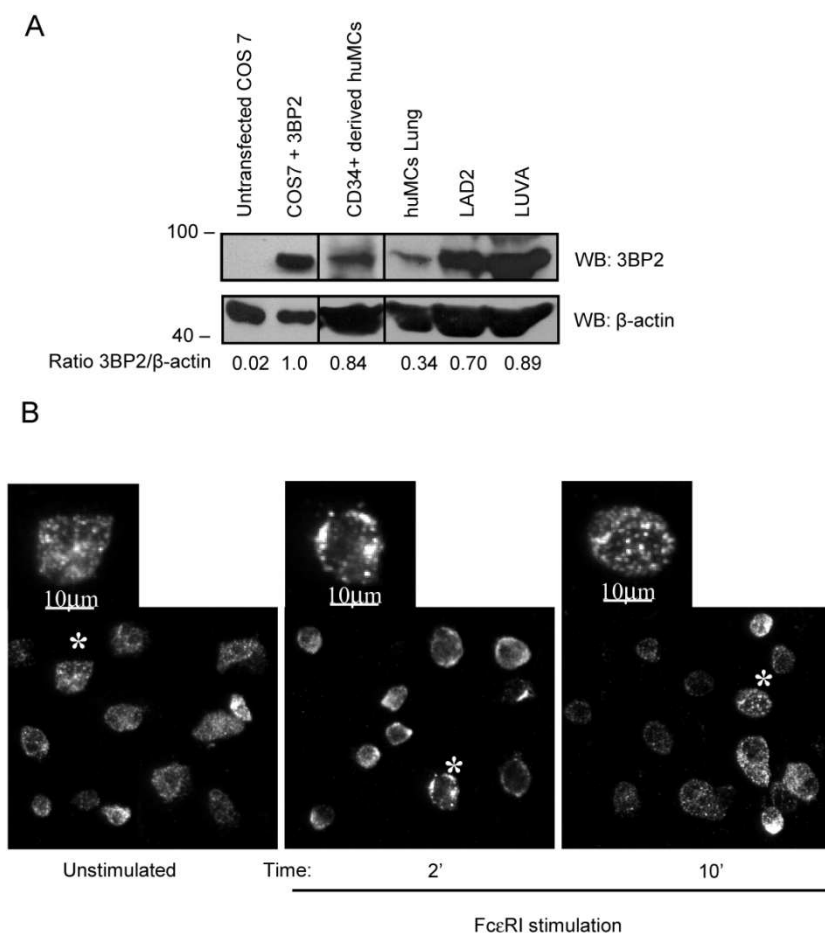 A
Untransfected COS 7
COS7 + 3BP2
CD34+ derived huMCs
huMCs Lung
LAD2
LUVA
100 –
WB: 3BP2
WB: β-actin
40 –
Ratio 3BP2/β-actin 0.02 1.0 0.84 0.34 0.70 0.89
B
10μm 10μm 10μm
* * *
Unstimulated Time: 2' 10'
FcεRI stimulation